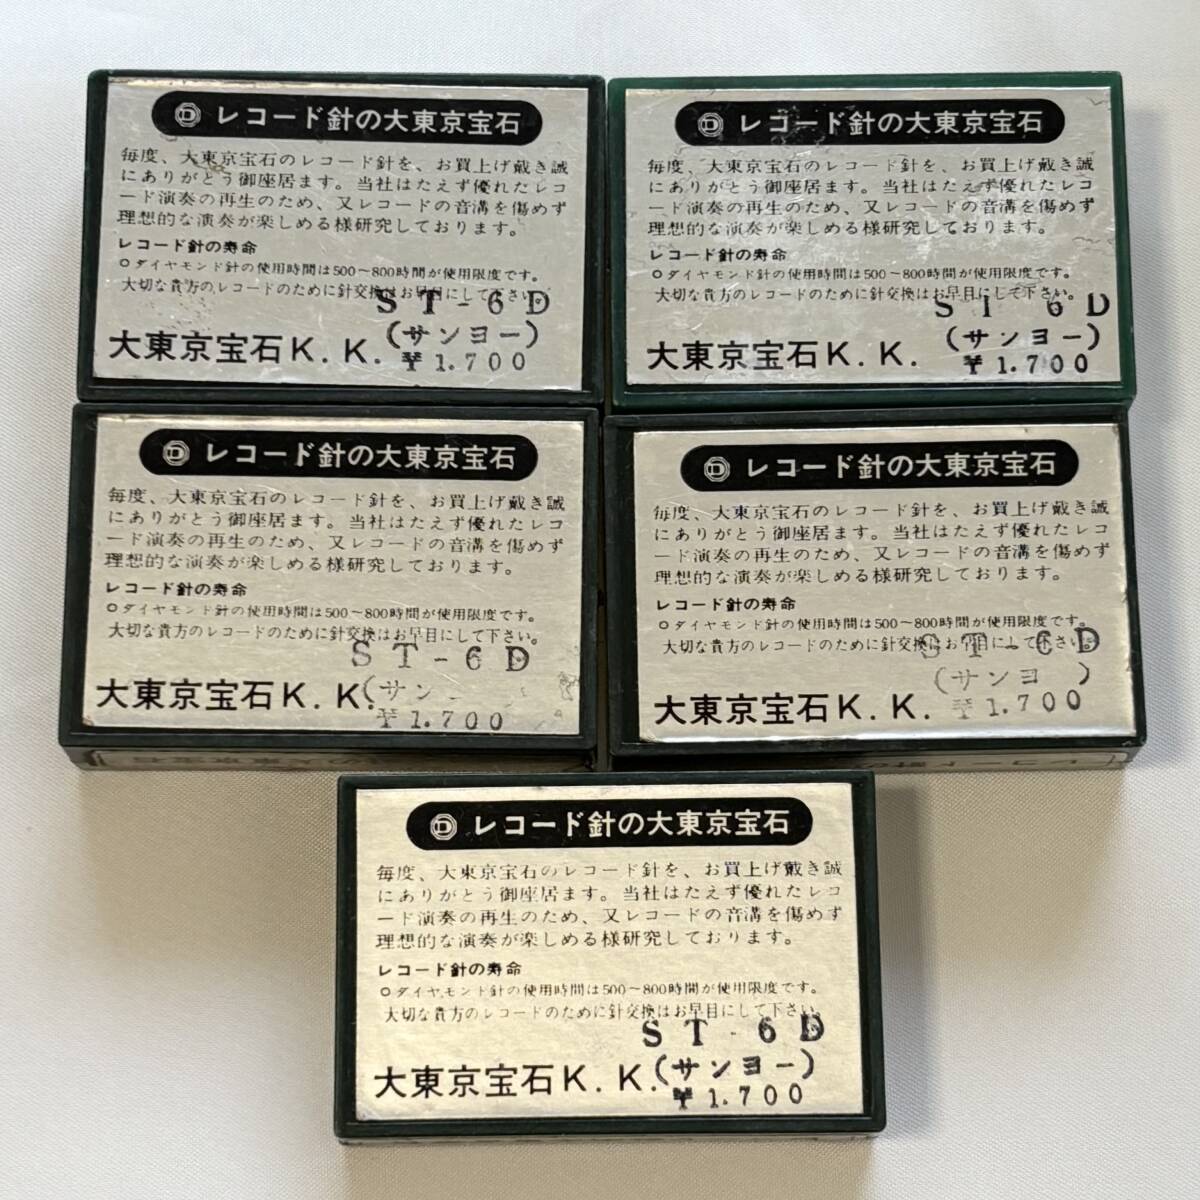 レコード針の大東京宝石
毎度、大東京宝石のレコード針を、お買上げ戴き誠
にありがとう御座居ます。当社はたえず優れたレコ
ード演奏の再生のため、又レコードの音溝を傷めず
理想的な演奏が楽しめる様研究しております。
レコード針の寿命
○ダイヤモンド針の使用時間は500〜800時間が使用限度です。
大切な貴方のレコードのために針交換はお早目にして下さい。
ST-6D
(サンヨー)
大東京宝石K.K.
¥1.700
レコード針の大東京宝石
毎度、大東京宝石のレコード針を、お買上げ戴き誠
にありがとう御座居ます。当社はたえず優れたレコ
ード演奏の再生のため、又レコードの音溝を傷めず
理想的な演奏が楽しめる様研究しております。
レコード針の寿命
○ダイヤモンド針の使用時間は500〜800時間が使用限度です。
大切な貴方のレコードのために針交換はお早目にして下さい。
ST 6D
(サンヨー)
大東京宝石K.K.
¥1.700
レコード針の大東京宝石
毎度、大東京宝石のレコード針を、お買上げ戴き誠
にありがとう御座居ます。当社はたえず優れたレコ
ード演奏の再生のため、又レコードの音溝を傷めず
理想的な演奏が楽しめる様研究しております。
レコード針の寿命
○ダイヤモンド針の使用時間は500〜800時間が使用限度です。
大切な貴方のレコードのために針交換はお早目にして下さい。
ST-6D
(サン
大東京宝石K.K.
¥1.700
レコード針の大東京宝石
毎度、大東京宝石のレコード針を、お買上げ戴き誠
にありがとう御座居ます。当社はたえず優れたレコ
ード演奏の再生のため、又レコードの音溝を傷めず
理想的な演奏が楽しめる様研究しております。
レコード針の寿命
○ダイヤモンド針の使用時間は500〜800時間が使用限度です。
大切な貴方のレコードのために針交換はお早目にして下さい。
ST-6D
(サンヨ )
大東京宝石K.K.
¥1.700
レコード針の大東京宝石
毎度、大東京宝石のレコード針を、お買上げ戴き誠
にありがとう御座居ます。当社はたえず優れたレコ
ード演奏の再生のため、又レコードの音溝を傷めず
理想的な演奏が楽しめる様研究しております。
レコード針の寿命
○ダイヤモンド針の使用時間は500〜800時間が使用限度です。
大切な貴方のレコードのために針交換はお早目にして下さい。
ST-6D
(サンヨー)
大東京宝石K.K.
¥1.700